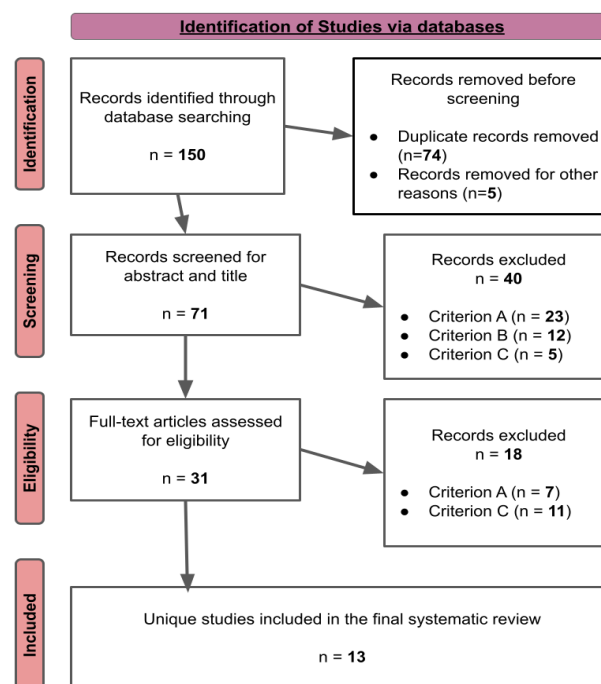 Identification of Studies via databases
Identification
Records identified through
database searching
n = 150
Records removed before
screening
● Duplicate records removed
(n=74)
● Records removed for other
reasons (n=5)
Screening
Records screened for
abstract and title
n = 71
Records excluded
n = 40
● Criterion A (n = 23)
● Criterion B (n = 12)
● Criterion C (n = 5)
Eligibility
Full-text articles assessed
for eligibility
n = 31
Records excluded
n = 18
● Criterion A (n = 7)
● Criterion C (n = 11)
Included
Unique studies included in the final systematic review
n = 13